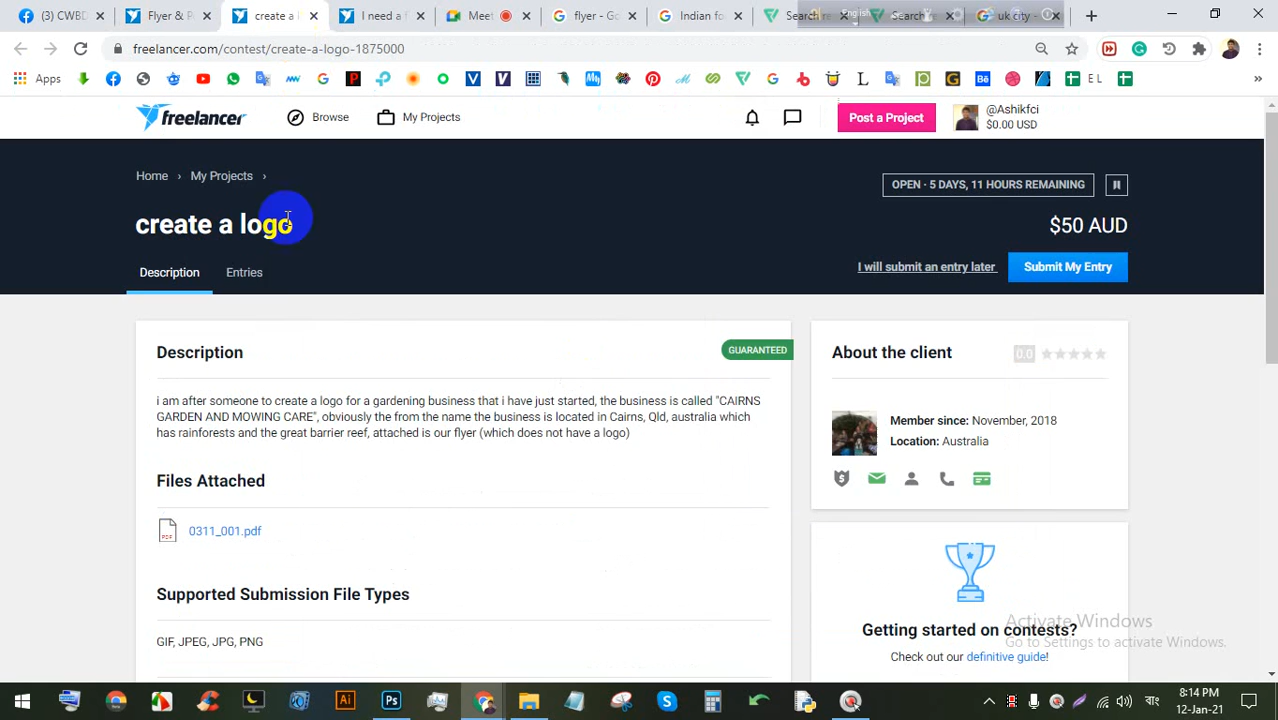 (3) CWBD
Flyer & P
create a l
I need a f
Meet
flyer - Go
Indian fo
Search re
English
Search re
uk city -
freelancer.com/contest/create-a-logo-1875000
Apps
E L
freelancer
Browse
My Projects
Post a Project
@Ashikfci
$0.00 USD
Home › My Projects ›
OPEN · 5 DAYS, 11 HOURS REMAINING
create a logo
$50 AUD
Description
Entries
I will submit an entry later
Submit My Entry
Description
GUARANTEED
i am after someone to create a logo for a gardening business that i have just started, the business is called "CAIRNS
GARDEN AND MOWING CARE", obviously the from the name the business is located in Cairns, Qld, australia which
has rainforests and the great barrier reef, attached is our flyer (which does not have a logo)
Files Attached
PDF
0311_001.pdf
Supported Submission File Types
GIF, JPEG, JPG, PNG
About the client
0.0
Member since: November, 2018
Location: Australia
Getting started on contests?
Check out our definitive guide!
Activate Windows
Go to Settings to activate Windows.
বাং
8:14 PM
12-Jan-21